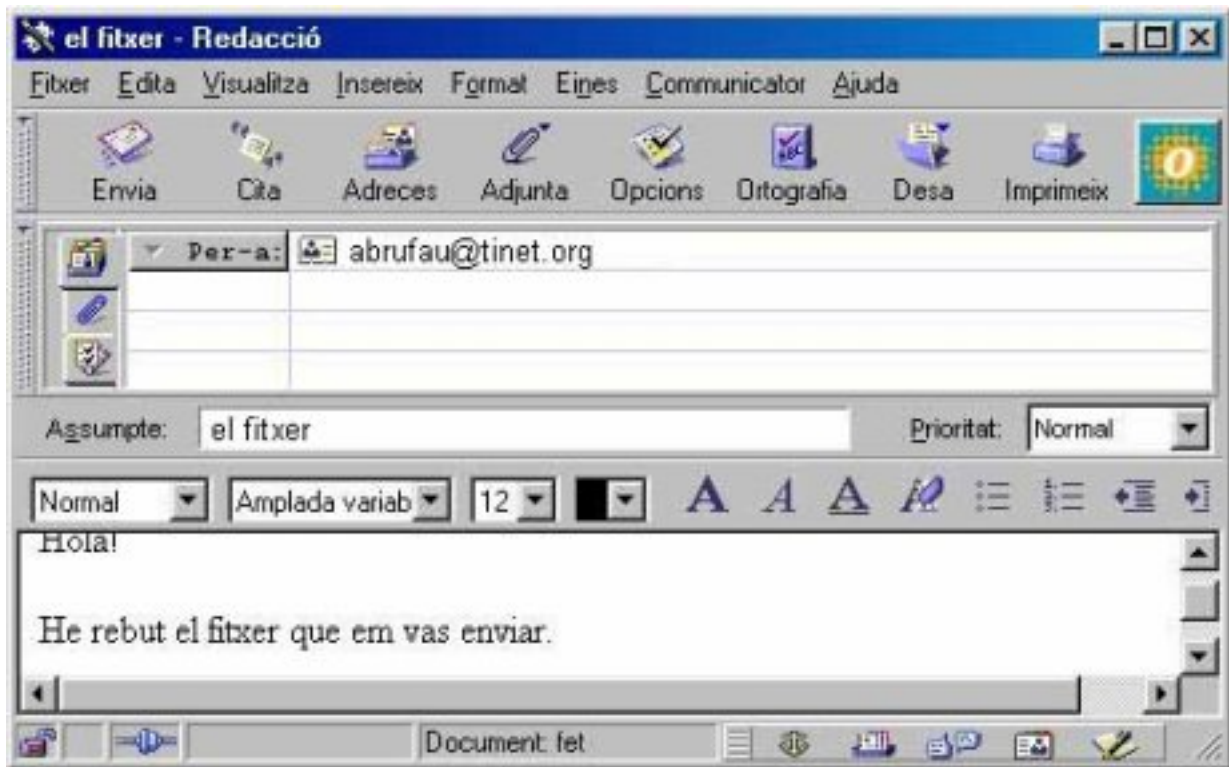 el fitxer - Redacció
Fitxer Edita Visualitza Insereix Format Eines Communicator Ajuda
Envia Cita Adreces Adjunta Opcions Ortografia Desa Imprimeix
Per-a: abrufau@tinet.org
Assumpte: el fitxer Prioritat: Normal
Normal Amplada variab 12 A A A
Hola!
He rebut el fitxer que em vas enviar.
Document: fet